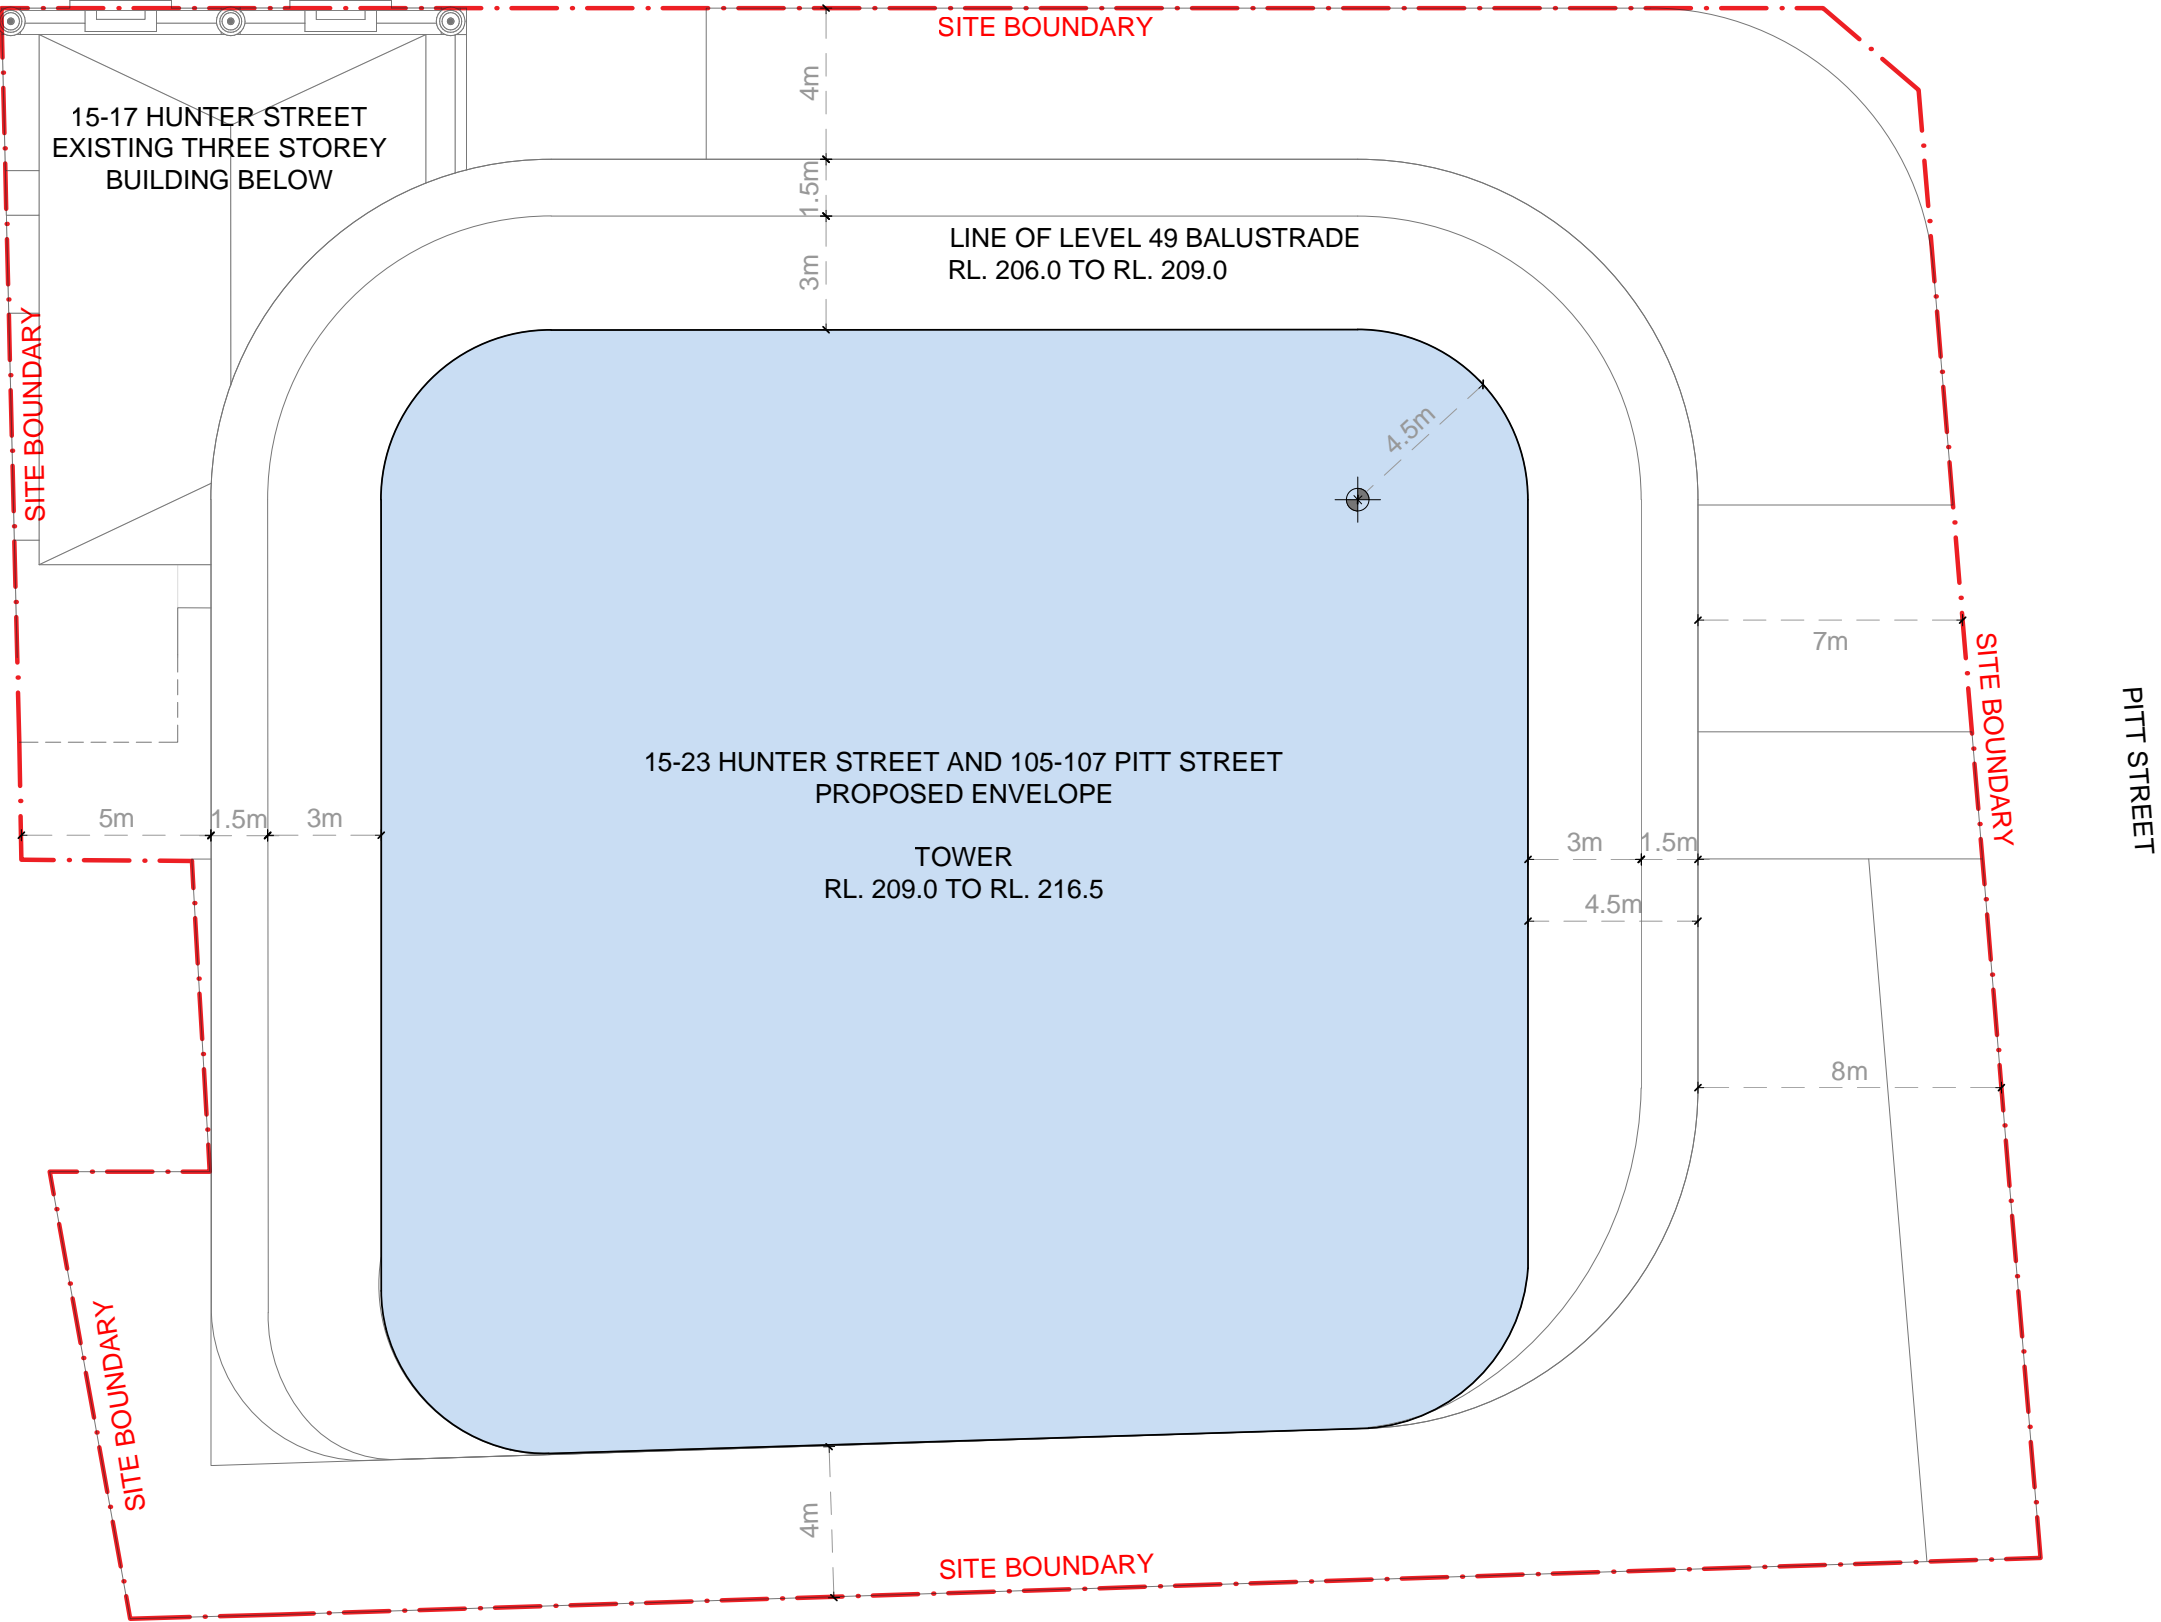 SITE BOUNDARY
4m
15-17 HUNTER STREET
EXISTING THREE STOREY
BUILDING BELOW
1.5m
LINE OF LEVEL 49 BALUSTRADE
RL. 206.0 TO RL. 209.0
3m
SITE BOUNDARY
4.5m
7m
SITE BOUNDARY
PITT STREET
15-23 HUNTER STREET AND 105-107 PITT STREET
PROPOSED ENVELOPE
TOWER
RL. 209.0 TO RL. 216.5
5m
1.5m
3m
3m
1.5m
4.5m
8m
SITE BOUNDARY
4m
SITE BOUNDARY